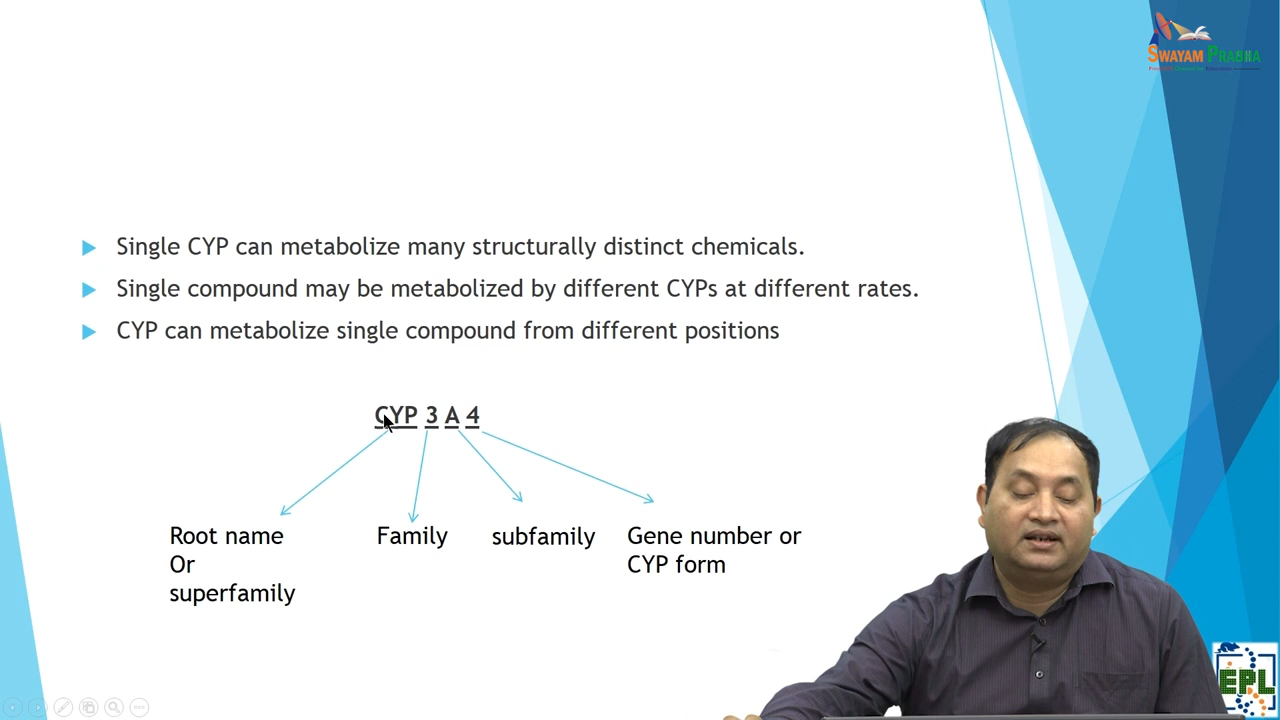 SWAYAM PRABHA
Single CYP can metabolize many structurally distinct chemicals.
Single compound may be metabolized by different CYPs at different rates.
CYP can metabolize single compound from different positions
CYP 3 A 4
Root name
Or
superfamily
Family
subfamily
Gene number or
CYP form
EPL